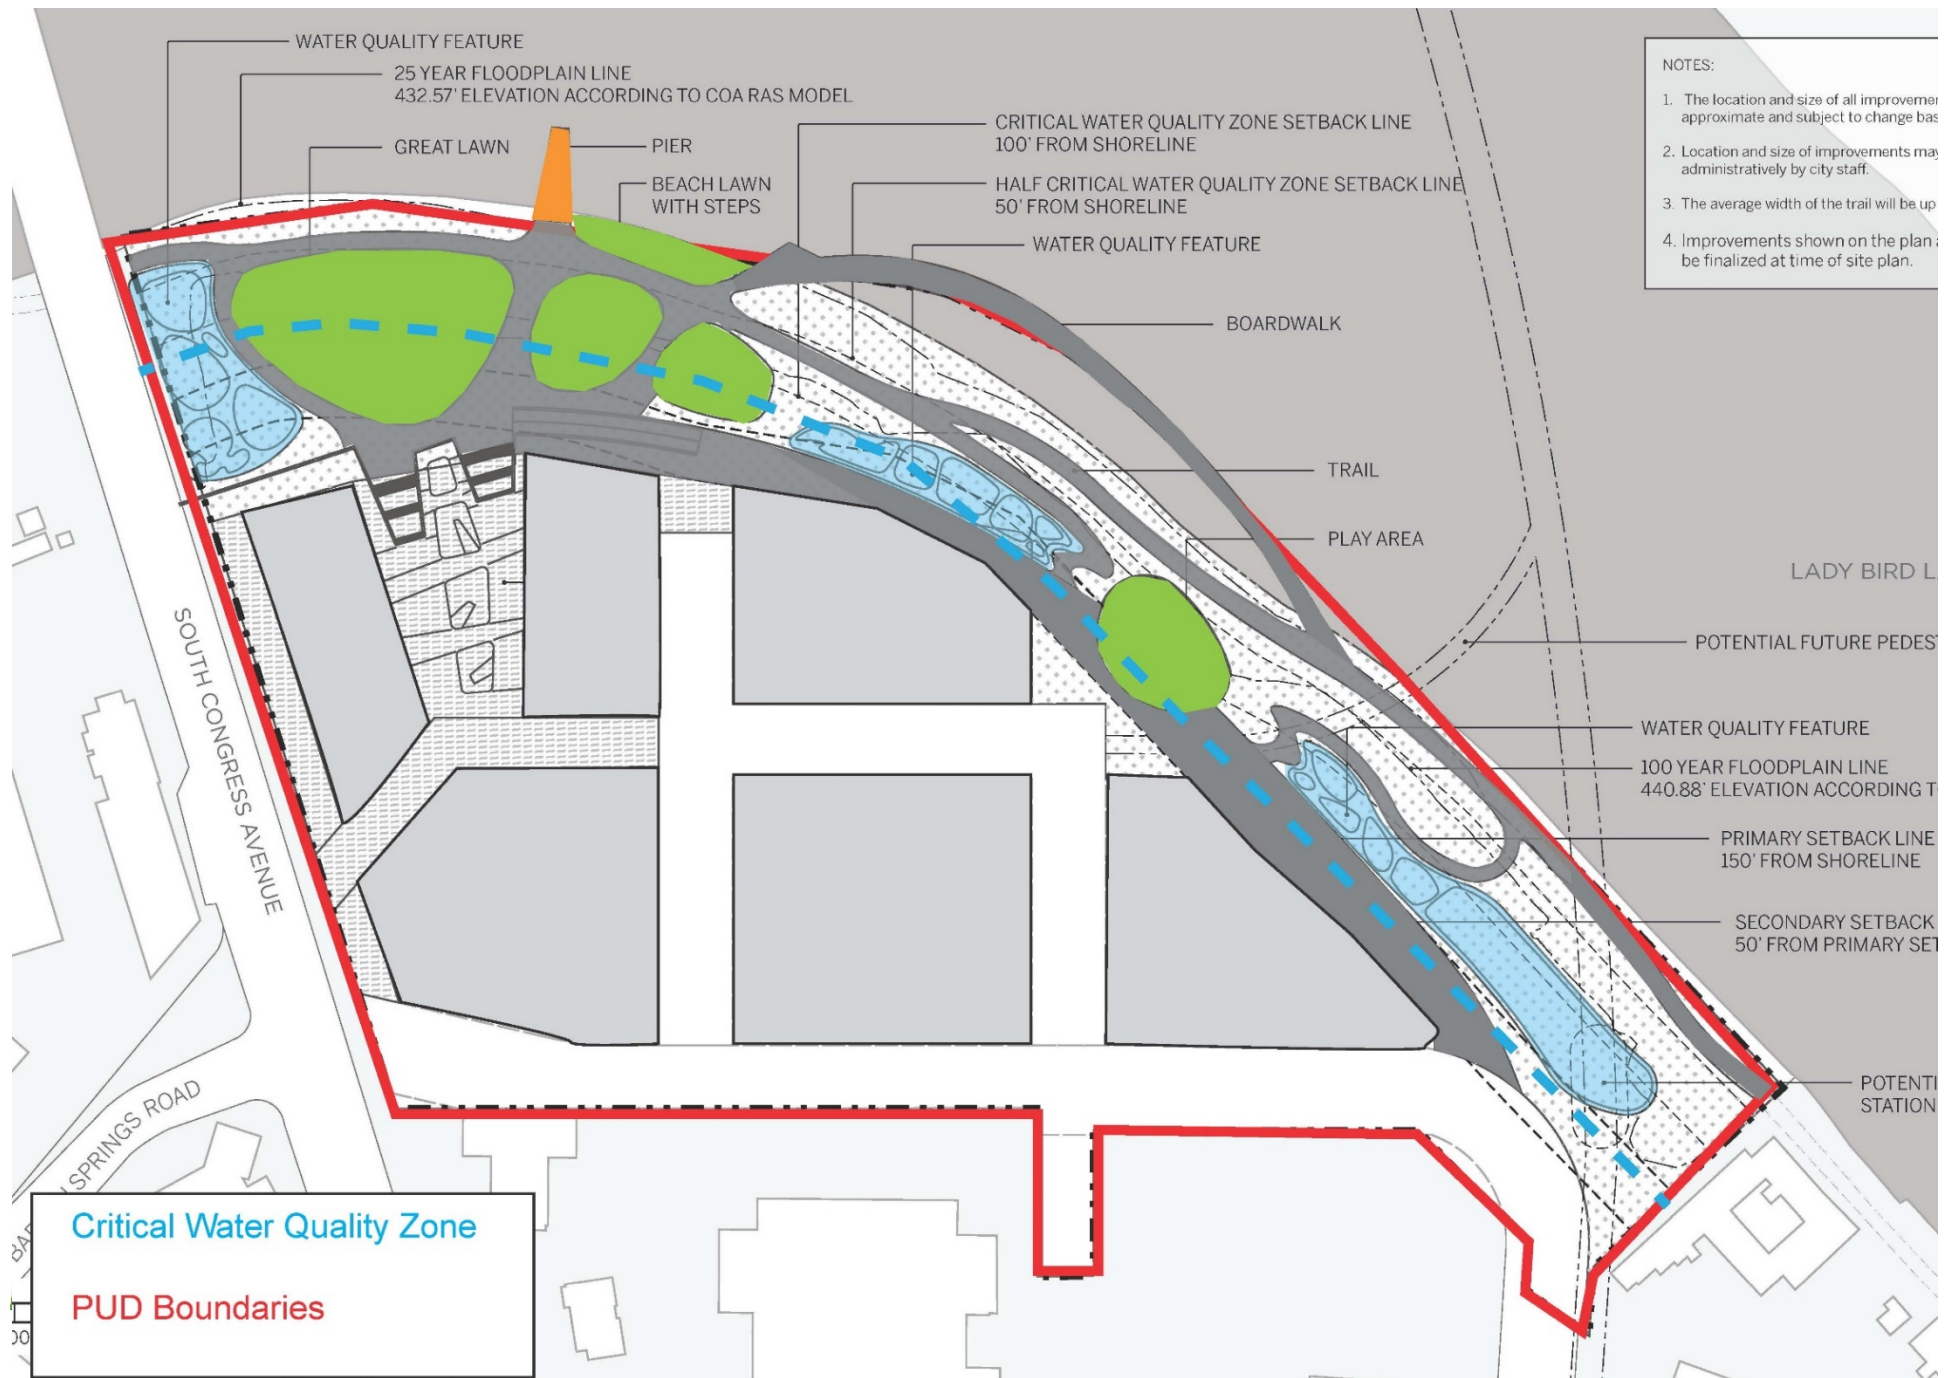 WATER QUALITY FEATURE
25 YEAR FLOODPLAIN LINE
432.57' ELEVATION ACCORDING TO COA RAS MODEL
GREAT LAWN
PIER
BEACH LAWN
WITH STEPS
CRITICAL WATER QUALITY ZONE SETBACK LINE
100' FROM SHORELINE
HALF CRITICAL WATER QUALITY ZONE SETBACK LINE
50' FROM SHORELINE
WATER QUALITY FEATURE
NOTES:
1. The location and size of all
approximate and subject to change
2. Location and size of improvements may
administratively by city staff.
3. The average width of the trail will be up
4. Improvements shown on the plan
be finalized at time of site plan.
BOARDWALK
TRAIL
PLAY AREA
LADY BIRD
POTENTIAL FUTURE
WATER QUALITY FEATURE
100 YEAR FLOODPLAIN LINE
440.88' ELEVATION ACCORDING
PRIMARY SETBACK LINE
150' FROM SHORELINE
SECONDARY SETBACK
50' FROM PRIMARY
STATION
SOUTH CONGRESS AVENUE
SPRINGS ROAD
Critical Water Quality Zone
PUD Boundaries